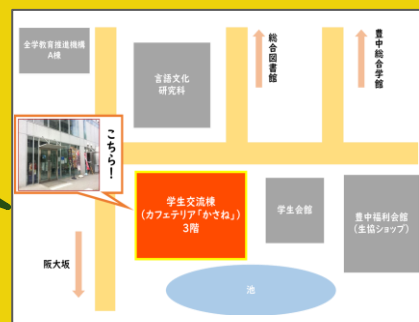 全学教育推進機構
A棟
言語文化
研究科
総合図書館
豊中総合学館
こちら！
学生交流棟
(カフェテリア「かさね」)
3階
学生会館
豊中福利会館
(生協ショップ)
阪大坂
池